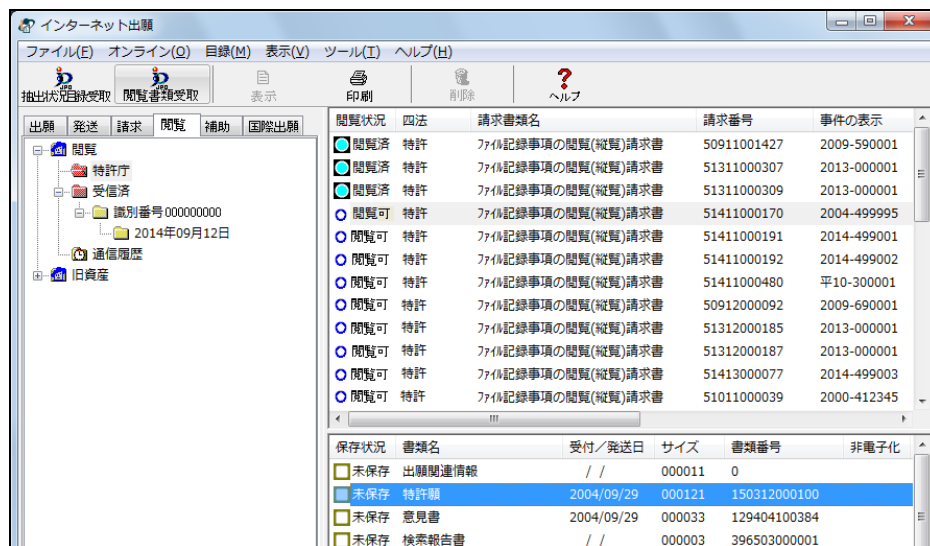 インターネット出願
ファイル(F) オンライン(O) 目録(M) 表示(V) ツール(T) ヘルプ(H)
抽出状況目録受取 閲覧書類受取 表示 印刷 削除 ヘルプ
出願 発送 請求 閲覧 補助 国際出願
閲覧
特許庁
受信済
識別番号000000000
2014年09月12日
通信履歴
旧資産
閲覧状況 四法 請求書類名 請求番号 事件の表示
閲覧済 特許 ファイル記録事項の閲覧(縦覧)請求書 50911001427 2009-590001
閲覧済 特許 ファイル記録事項の閲覧(縦覧)請求書 51311000307 2013-000001
閲覧済 特許 ファイル記録事項の閲覧(縦覧)請求書 51311000309 2013-000001
閲覧可 特許 ファイル記録事項の閲覧(縦覧)請求書 51411000170 2004-499995
閲覧可 特許 ファイル記録事項の閲覧(縦覧)請求書 51411000191 2014-499001
閲覧可 特許 ファイル記録事項の閲覧(縦覧)請求書 51411000192 2014-499002
閲覧可 特許 ファイル記録事項の閲覧(縦覧)請求書 51411000480 平10-300001
閲覧可 特許 ファイル記録事項の閲覧(縦覧)請求書 50912000092 2009-690001
閲覧可 特許 ファイル記録事項の閲覧(縦覧)請求書 51312000185 2013-000001
閲覧可 特許 ファイル記録事項の閲覧(縦覧)請求書 51312000187 2013-000001
閲覧可 特許 ファイル記録事項の閲覧(縦覧)請求書 51413000077 2014-499003
閲覧可 特許 ファイル記録事項の閲覧(縦覧)請求書 51011000039 2000-412345
保存状況 書類名 受付/発送日 サイズ 書類番号 非電子化
未保存 出願関連情報 / / 000011 0
未保存 特許願 2004/09/29 000121 150312000100
未保存 意見書 2004/09/29 000033 129404100384
未保存 検索報告書 / / 000003 396503000001